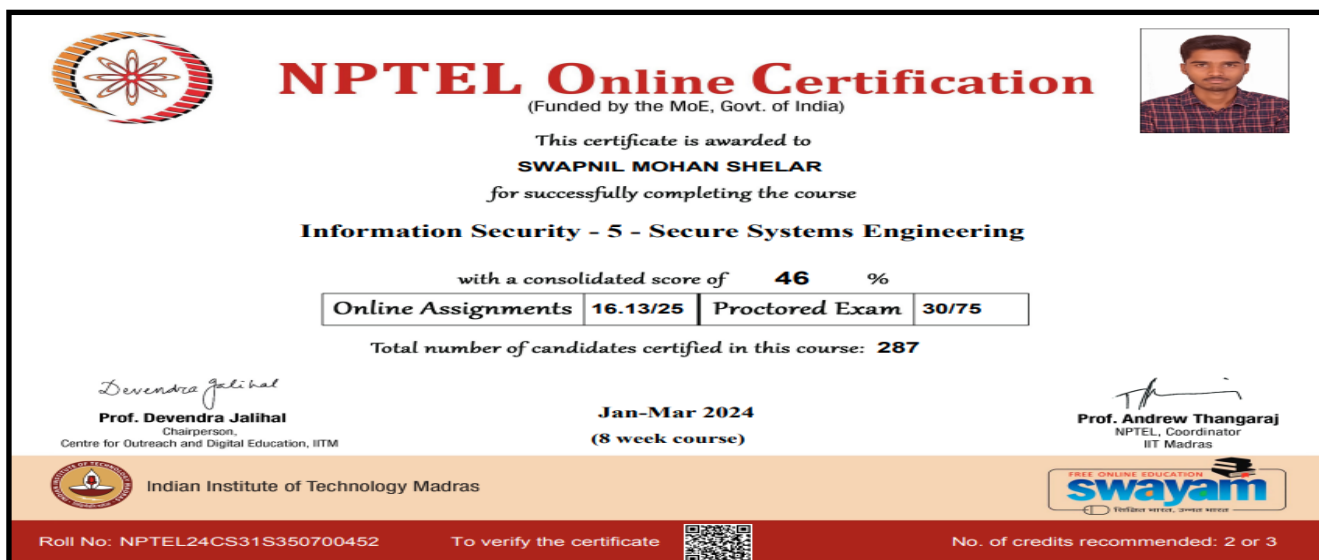 NPTEL Online Certification
(Funded by the MoE, Govt. of India)
This certificate is awarded to
SWAPNIL MOHAN SHELAR
for successfully completing the course
Information Security - 5 - Secure Systems Engineering
with a consolidated score of 46 %
Online Assignments 16.13/25 Proctored Exam 30/75
Total number of candidates certified in this course: 287
Devendra Jalihal
Prof. Devendra Jalihal
Chairperson,
Centre for Outreach and Digital Education, IITM
Jan-Mar 2024
(8 week course)
Prof. Andrew Thangaraj
NPTEL, Coordinator
IIT Madras
Indian Institute of Technology Madras
FREE ONLINE EDUCATION
swayam
शिक्षित भारत, उन्नत भारत
Roll No: NPTEL24CS31S350700452 To verify the certificate No. of credits recommended: 2 or 3